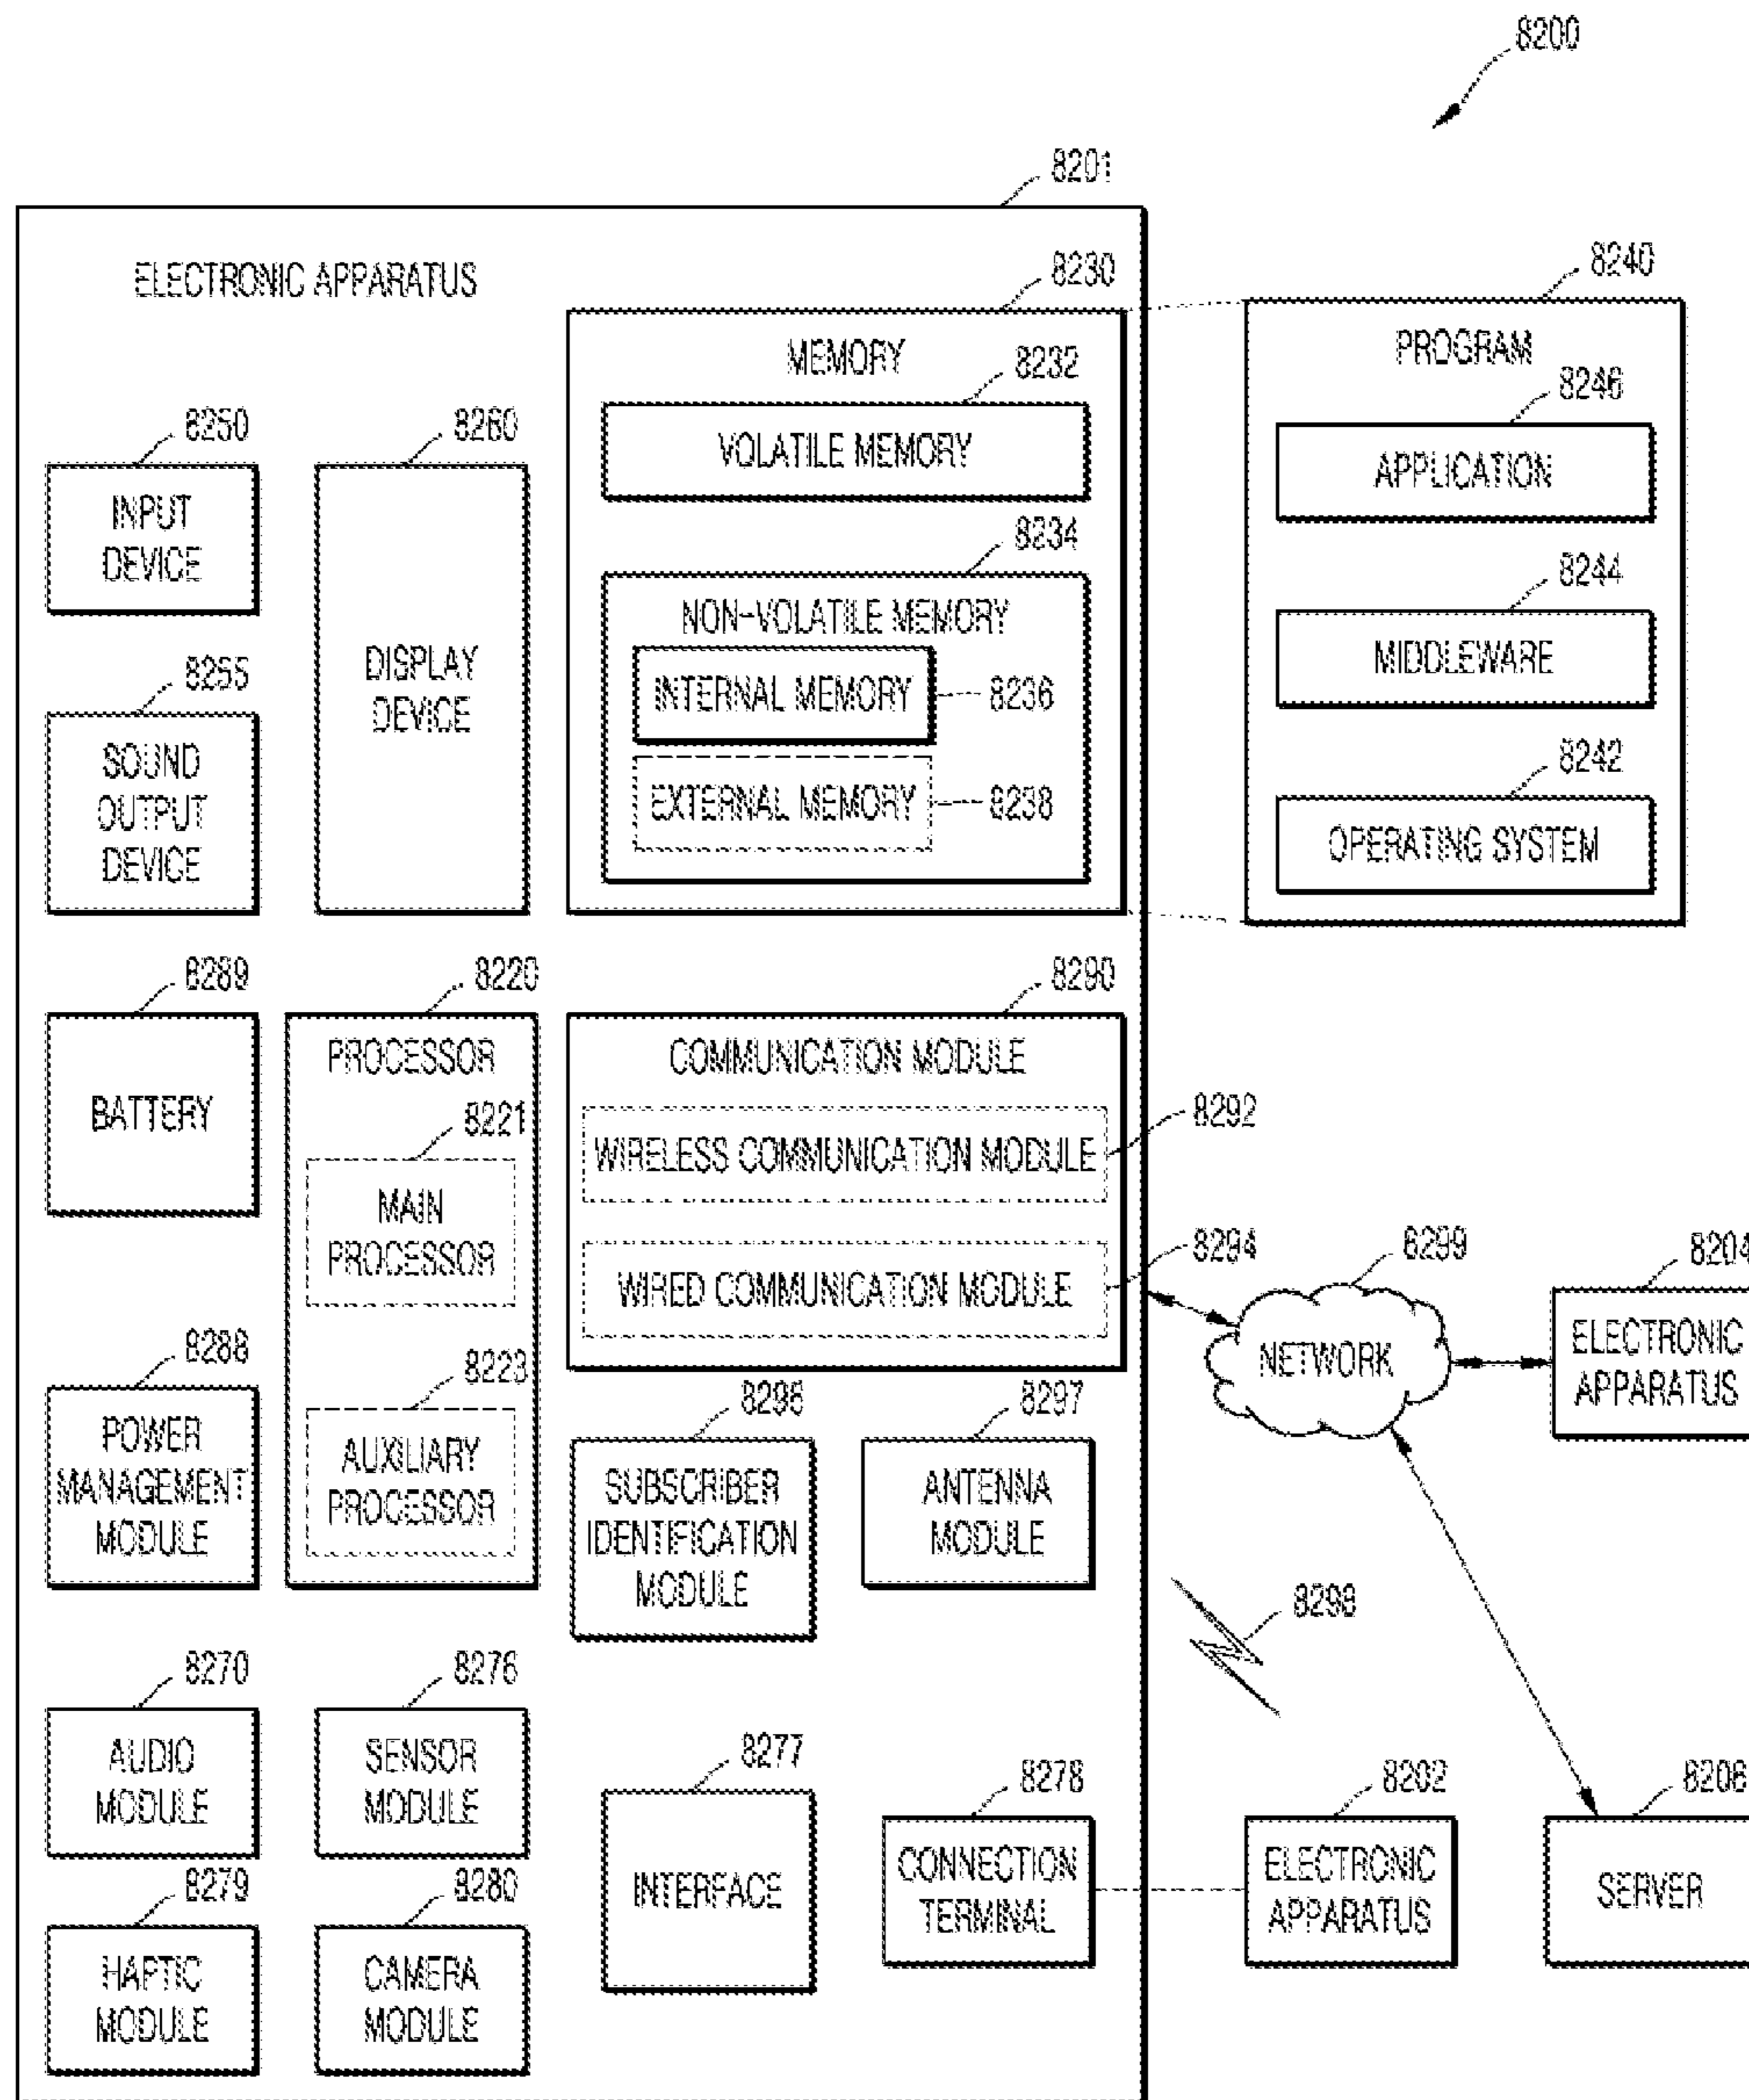 8200
8201
ELECTRONIC APPARATUS
8230
MEMORY
8232
VOLATILE MEMORY
8234
NON-VOLATILE MEMORY
INTERNAL MEMORY
8236
EXTERNAL MEMORY
8238
8240
PROGRAM
8246
APPLICATION
8244
MIDDLEWARE
8242
OPERATING SYSTEM
8250
INPUT
DEVICE
8260
DISPLAY
DEVICE
8255
SOUND
OUTPUT
DEVICE
8289
BATTERY
8220
PROCESSOR
8221
MAIN
PROCESSOR
8223
AUXILIARY
PROCESSOR
8290
COMMUNICATION MODULE
WIRELESS COMMUNICATION MODULE
8292
WIRED COMMUNICATION MODULE
8294
8288
POWER
MANAGEMENT
MODULE
8296
SUBSCRIBER
IDENTIFICATION
MODULE
8297
ANTENNA
MODULE
8299
NETWORK
8204
ELECTRONIC
APPARATUS
8298
8270
AUDIO
MODULE
8276
SENSOR
MODULE
8277
INTERFACE
8278
CONNECTION
TERMINAL
8202
ELECTRONIC
APPARATUS
8208
SERVER
8279
HAPTIC
MODULE
8280
CAMERA
MODULE